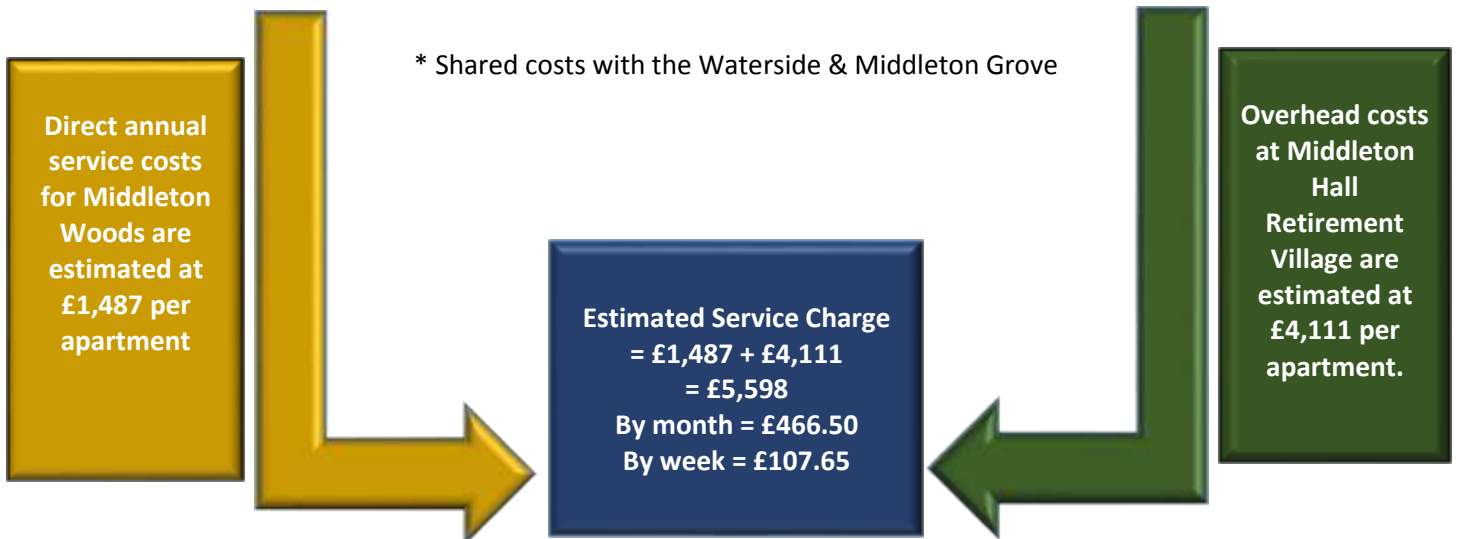 * Shared costs with the Waterside & Middleton Grove
Direct annual
service costs
for Middleton
Woods are
estimated at
£1,487 per
apartment
Estimated Service Charge
= £1,487 + £4,111
= £5,598
By month = £466.50
By week = £107.65
Overhead costs
at Middleton
Hall
Retirement
Village are
estimated at
£4,111 per
apartment.